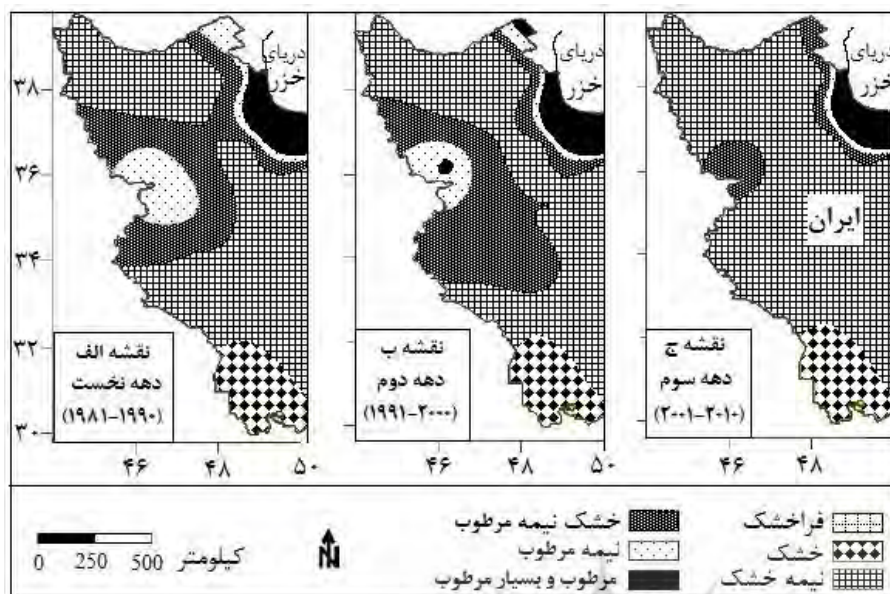 دریای
خزر
دریای
خزر
دریای
خزر
ایران
۳۸
۳۶
۳۴
۳۲
۳۰
نقشه الف
دهه نخست
(۱۹۸۱-۱۹۹۰)
نقشه ب
دهه دوم
(۱۹۹۱-۲۰۰۰)
نقشه ج
دهه سوم
(۲۰۰۱-۲۰۱۰)
۴۶ ۴۸ ۵۰
۴۶ ۴۸ ۵۰
۴۶ ۴۸
فراخشک
خشک
نیمه خشک
خشک نیمه مرطوب
نیمه مرطوب
مرطوب و بسیار مرطوب
N
کیلومتر
0 250 500